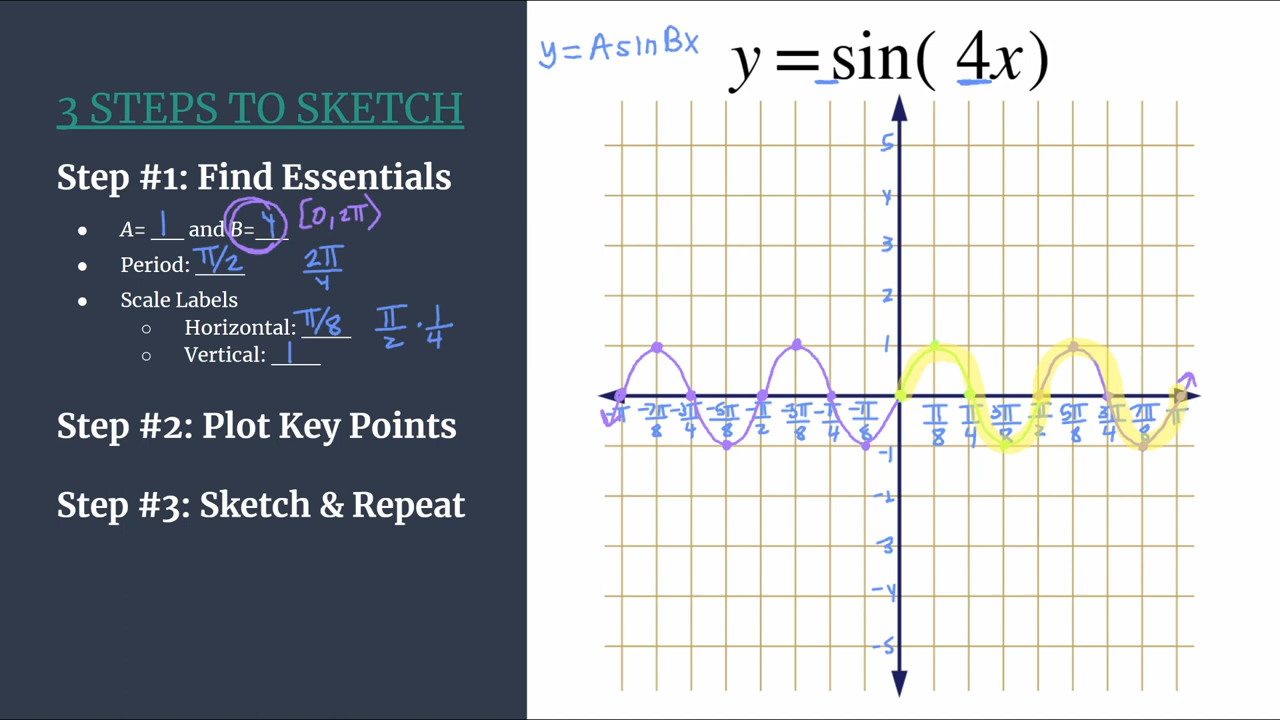 3 STEPS TO SKETCH
Step #1: Find Essentials
A= 1 and B= 4 [0, 2π)
Period: π/2 2π/4
Scale Labels
Horizontal: π/8 π/2 · 1/4
Vertical: 1
Step #2: Plot Key Points
Step #3: Sketch & Repeat
y = A sin Bx
y = sin( 4x)
5
4
3
2
1
-π -7π/8 -3π/4 -5π/8 -π/2 -3π/8 -π/4 -π/8 π/8 π/4 3π/8 π/2 5π/8 3π/4 7π/8 π
-1
-2
-3
-4
-5